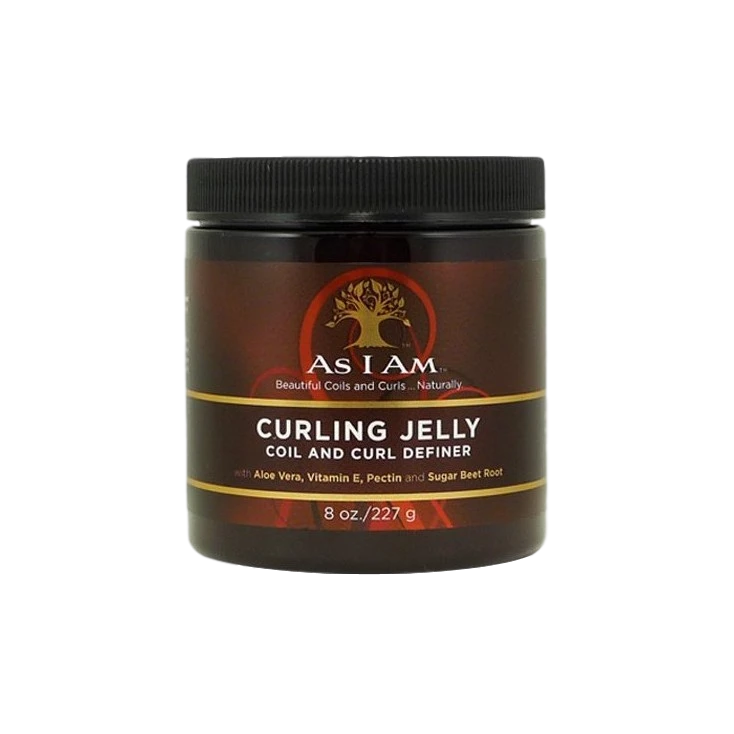 As I Am™
Beautiful Coils and Curls ... Naturally
CURLING JELLY
COIL AND CURL DEFINER
with Aloe Vera, Vitamin E, Pectin and Sugar Beet Root
8 oz./227 g